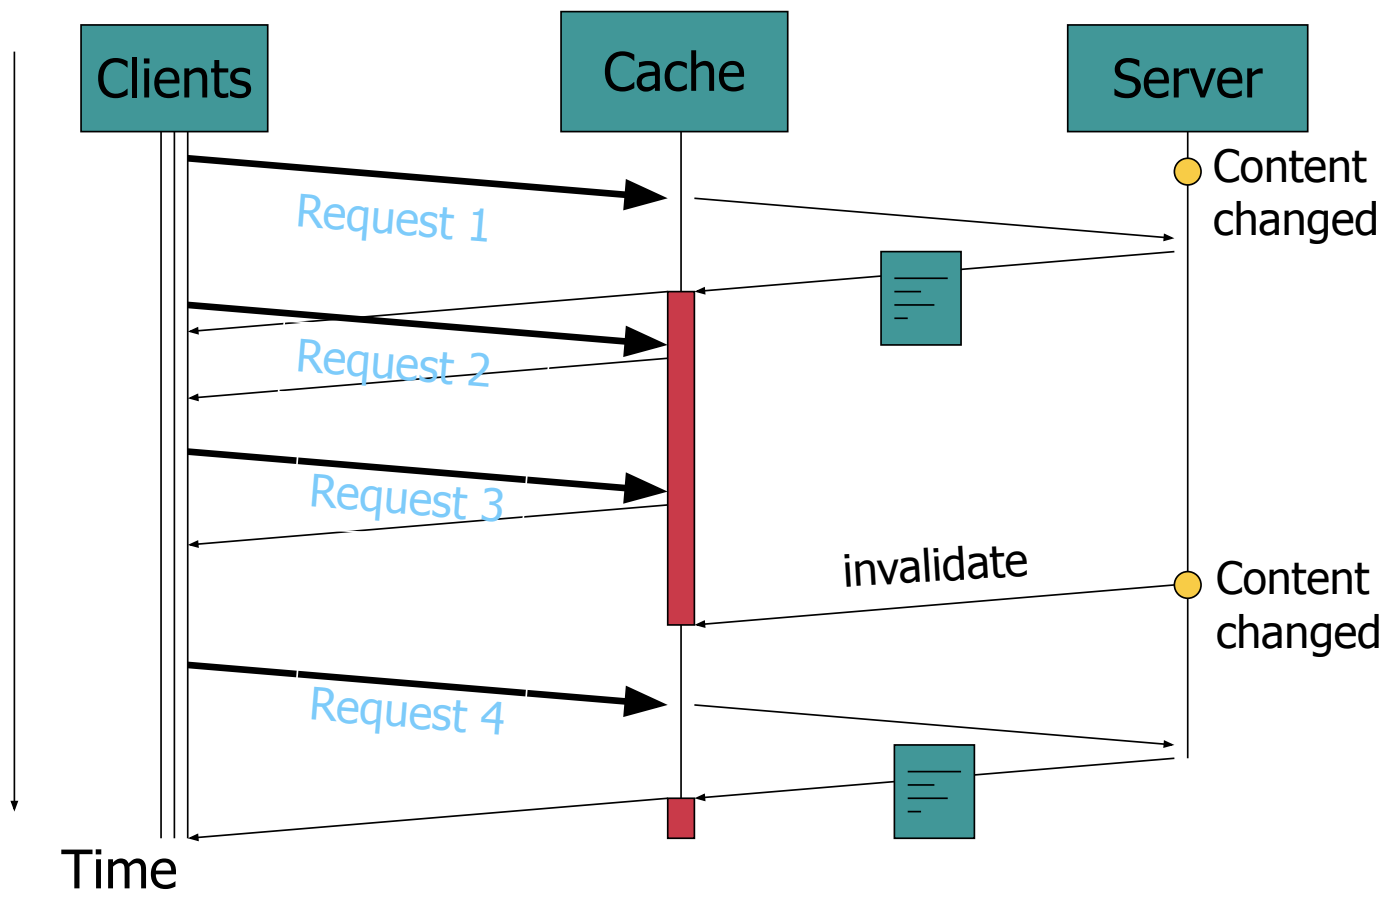 Clients
Cache
Server
Content
changed
Request 1
Request 2
Request 3
invalidate
Content
changed
Request 4
Time